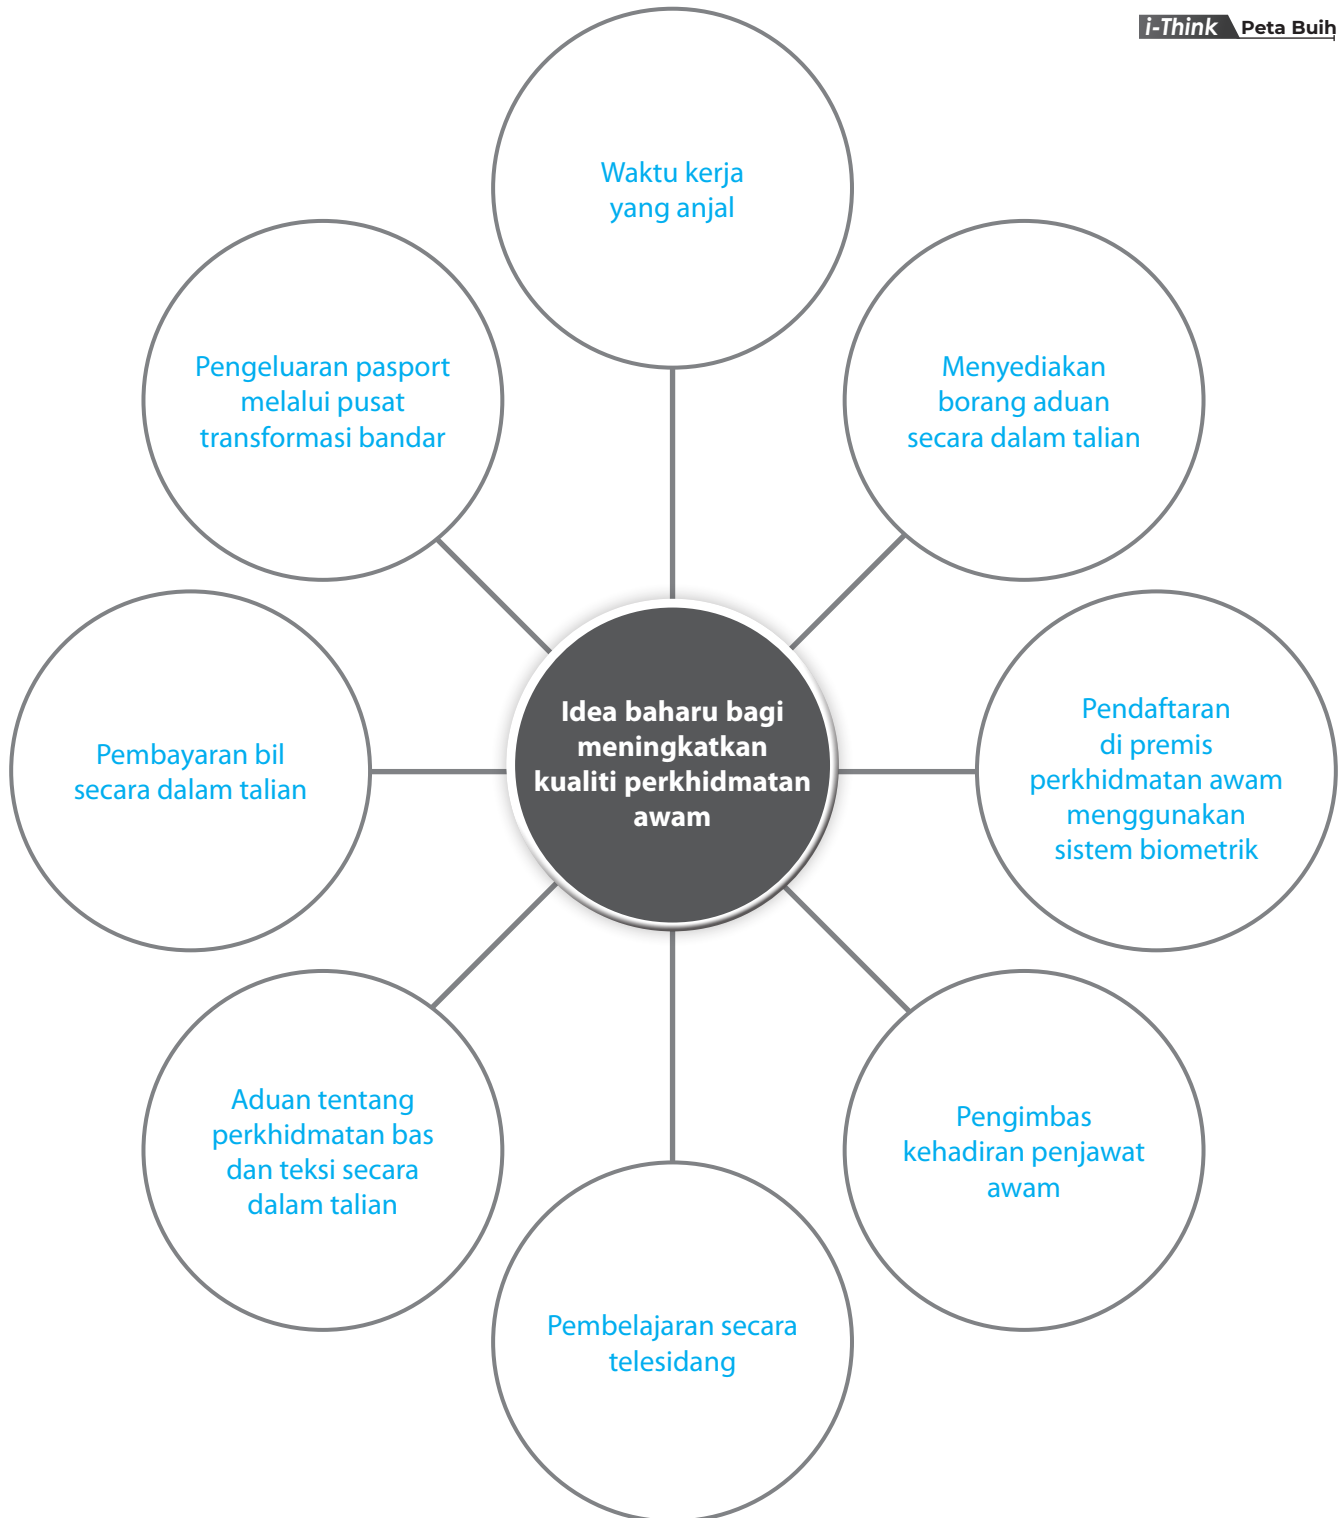 i-Think Peta Buih
Waktu kerja
yang anjal
Pengeluaran pasport
melalui pusat
transformasi bandar
Menyediakan
borang aduan
secara dalam talian
Pembayaran bil
secara dalam talian
Idea baharu bagi
meningkatkan
kualiti perkhidmatan
awam
Pendaftaran
di premis
perkhidmatan awam
menggunakan
sistem biometrik
Aduan tentang
perkhidmatan bas
dan teksi secara
dalam talian
Pengimbas
kehadiran penjawat
awam
Pembelajaran secara
telesidang